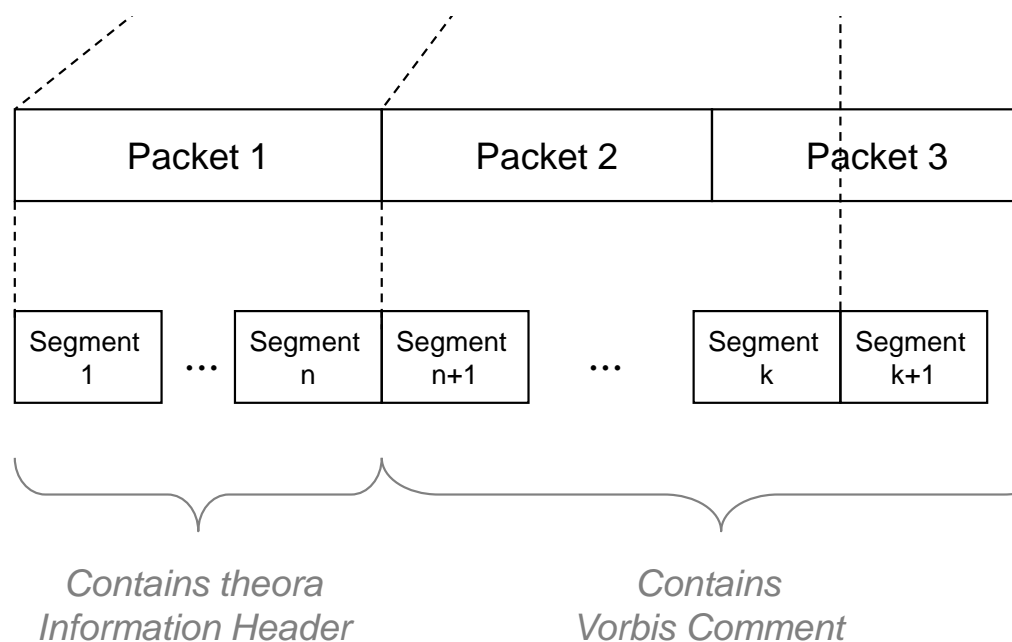 Packet 1
Packet 2
Packet 3
Segment
1
...
Segment
n
Segment
n+1
...
Segment
k
Segment
k+1
Contains theora
Information Header
Contains
Vorbis Comment